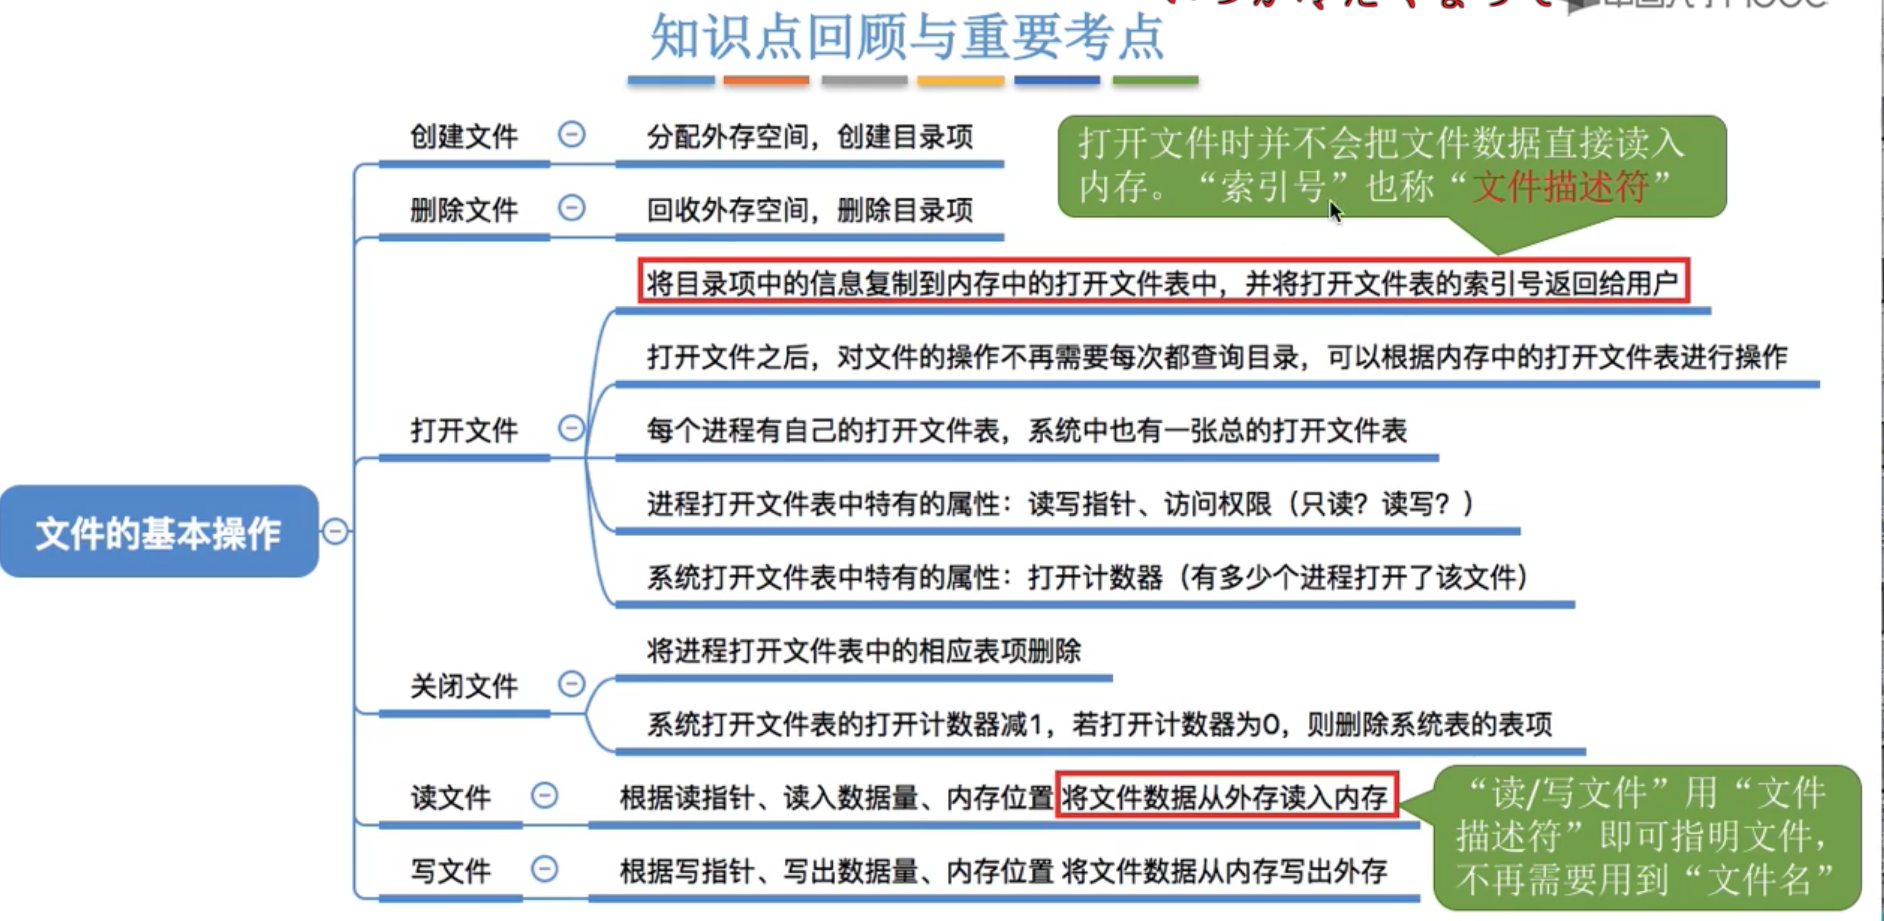 知识点回顾与重要考点
创建文件
分配外存空间，创建目录项
删除文件
回收外存空间，删除目录项
打开文件时并不会把文件数据直接读入
内存。“索引号”也称“文件描述符”
打开文件
将目录项中的信息复制到内存中的打开文件表中，并将打开文件表的索引号返回给用户
打开文件之后，对文件的操作不再需要每次都查询目录，可以根据内存中的打开文件表进行操作
每个进程有自己的打开文件表，系统中也有一张总的打开文件表
进程打开文件表中特有的属性：读写指针、访问权限（只读？读写？）
系统打开文件表中特有的属性：打开计数器（有多少个进程打开了该文件）
文件的基本操作
关闭文件
将进程打开文件表中的相应表项删除
系统打开文件表的打开计数器减1，若打开计数器为0，则删除系统表的表项
读文件
根据读指针、读入数据量、内存位置 将文件数据从外存读入内存
写文件
根据写指针、写出数据量、内存位置 将文件数据从内存写出外存
“读/写文件”用“文件
描述符”即可指明文件，
不再需要用到“文件名”